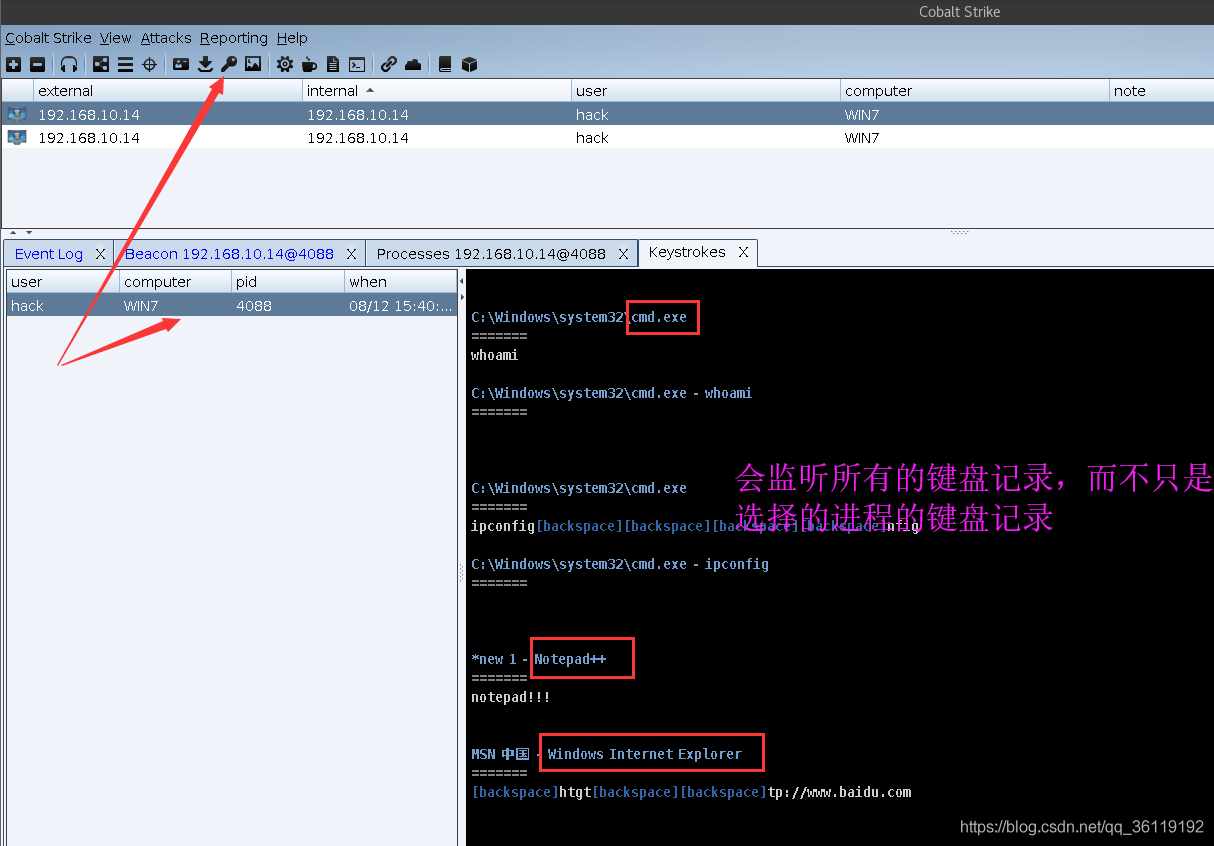 Cobalt Strike
Cobalt Strike View Attacks Reporting Help
external internal user computer note
192.168.10.14 192.168.10.14 hack WIN7
192.168.10.14 192.168.10.14 hack WIN7
Event Log X Beacon 192.168.10.14@4088 X Processes 192.168.10.14@4088 X Keystrokes X
user computer pid when
hack WIN7 4088 08/12 15:40:...
C:\Windows\system32\cmd.exe
=======
whoami
C:\Windows\system32\cmd.exe - whoami
=======
会监听所有的键盘记录，而不只是
选择的进程的键盘记录
C:\Windows\system32\cmd.exe
=======
ipconfig[backspace][backspace][backspace][backspace]nfig
C:\Windows\system32\cmd.exe - ipconfig
=======
*new 1 - Notepad++
=======
notepad!!!
MSN 中国 - Windows Internet Explorer
=======
[backspace]htgt[backspace][backspace]tp://www.baidu.com
https://blog.csdn.net/qq_36119192